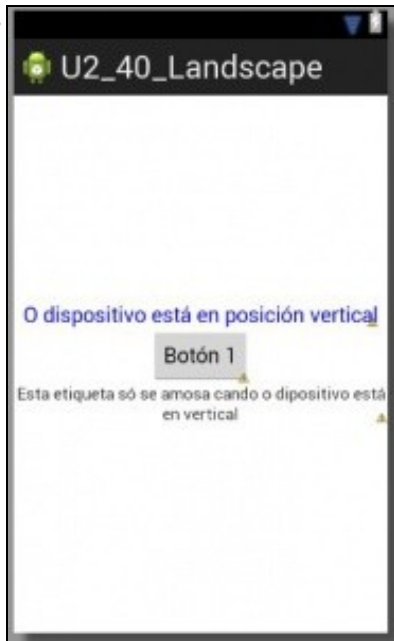 U2_40_Landscape
O dispositivo está en posición vertical
Botón 1
Esta etiqueta só se amosa cando o dipositivo está
en vertical